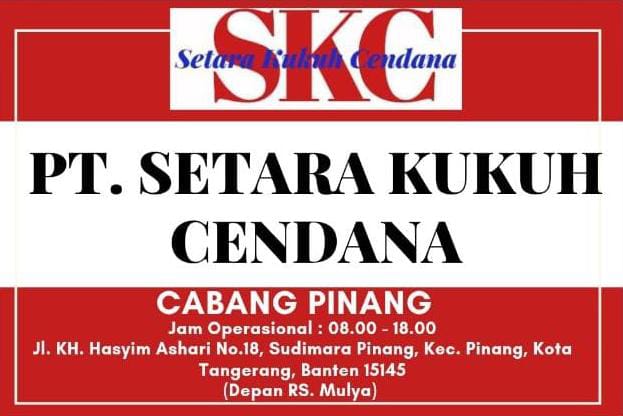 SKC
Setara Kukuh Cendana
PT. SETARA KUKUH
CENDANA
CABANG PINANG
Jam Operasional : 08.00 - 18.00
Jl. KH. Hasyim Ashari No.18, Sudimara Pinang, Kec. Pinang, Kota
Tangerang, Banten 15145
(Depan RS. Mulya)